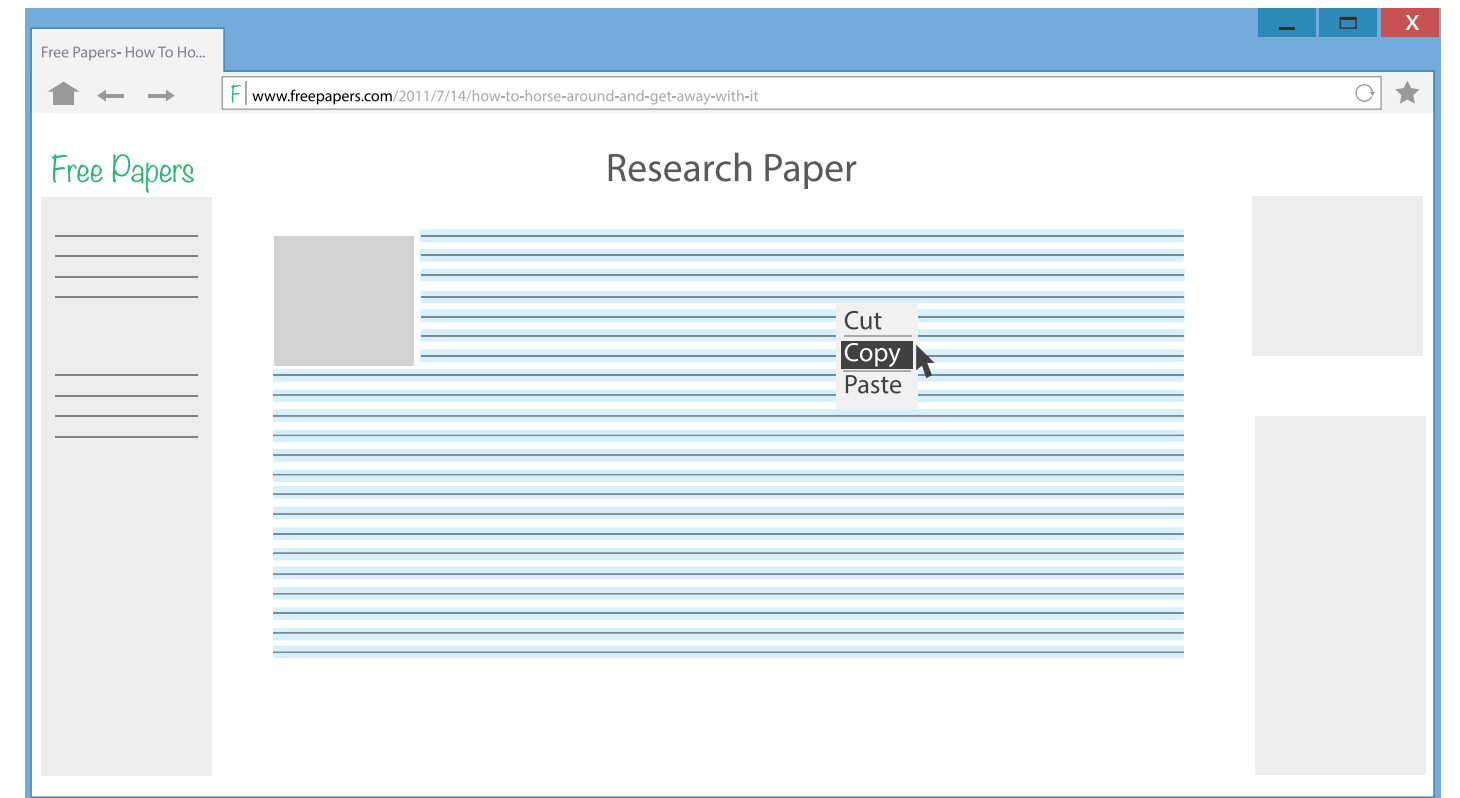 X
Free Papers- How To Ho...
F www.freepapers.com/2011/7/14/how-to-horse-around-and-get-away-with-it
Free Papers
Research Paper
Cut
Copy
Paste